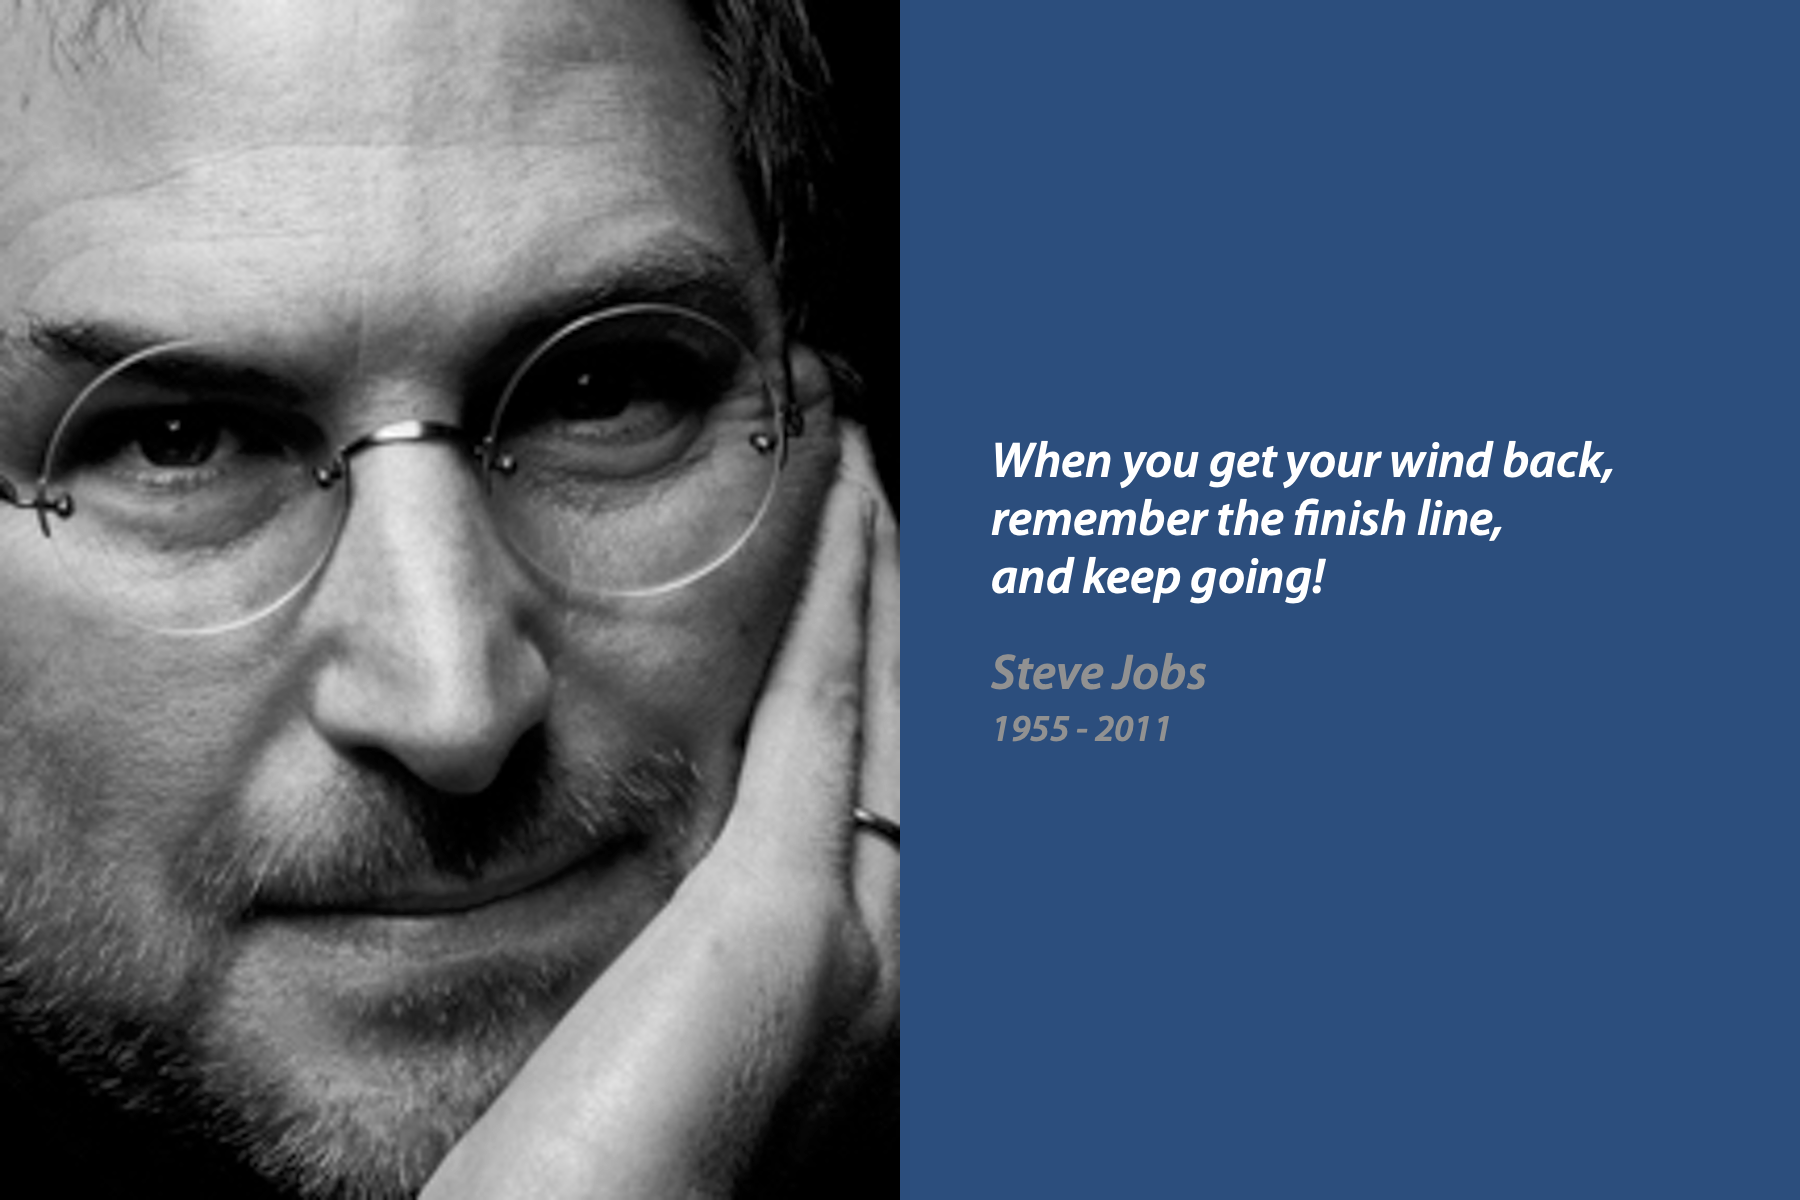 When you get your wind back,
remember the finish line,
and keep going!
Steve Jobs
1955 - 2011